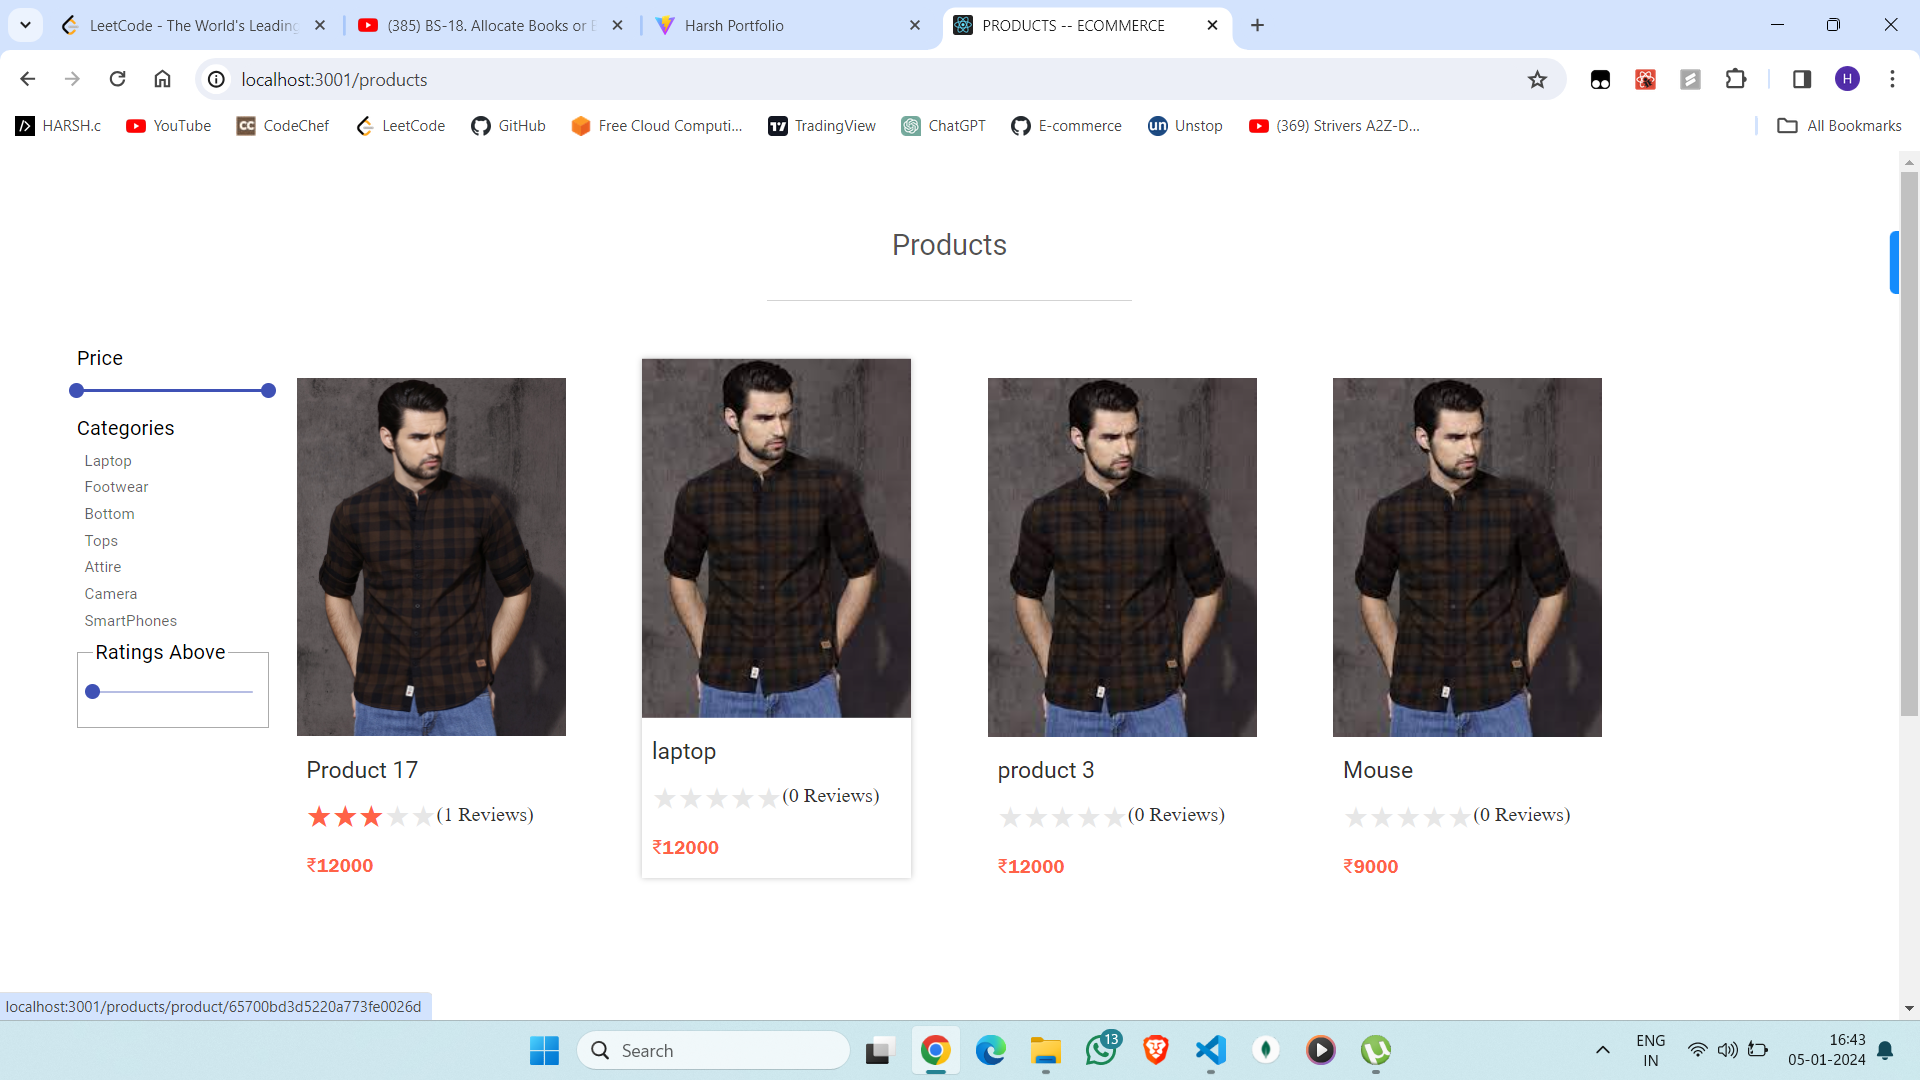 LeetCode - The World's Leading
(385) BS-18. Allocate Books or
Harsh Portfolio
PRODUCTS -- ECOMMERCE
localhost:3001/products
H
HARSH.c
YouTube
CC
CodeChef
LeetCode
GitHub
Free Cloud Computi...
TradingView
ChatGPT
E-commerce
un
Unstop
(369) Strivers A2Z-D...
All Bookmarks
Products
Price
Categories
Laptop
Footwear
Bottom
Tops
Attire
Camera
SmartPhones
Ratings Above
Product 17
(1 Reviews)
₹12000
laptop
(0 Reviews)
₹12000
product 3
(0 Reviews)
₹12000
Mouse
(0 Reviews)
₹9000
localhost:3001/products/product/65700bd3d5220a773fe0026d
Search
13
ENG
IN
16:43
05-01-2024